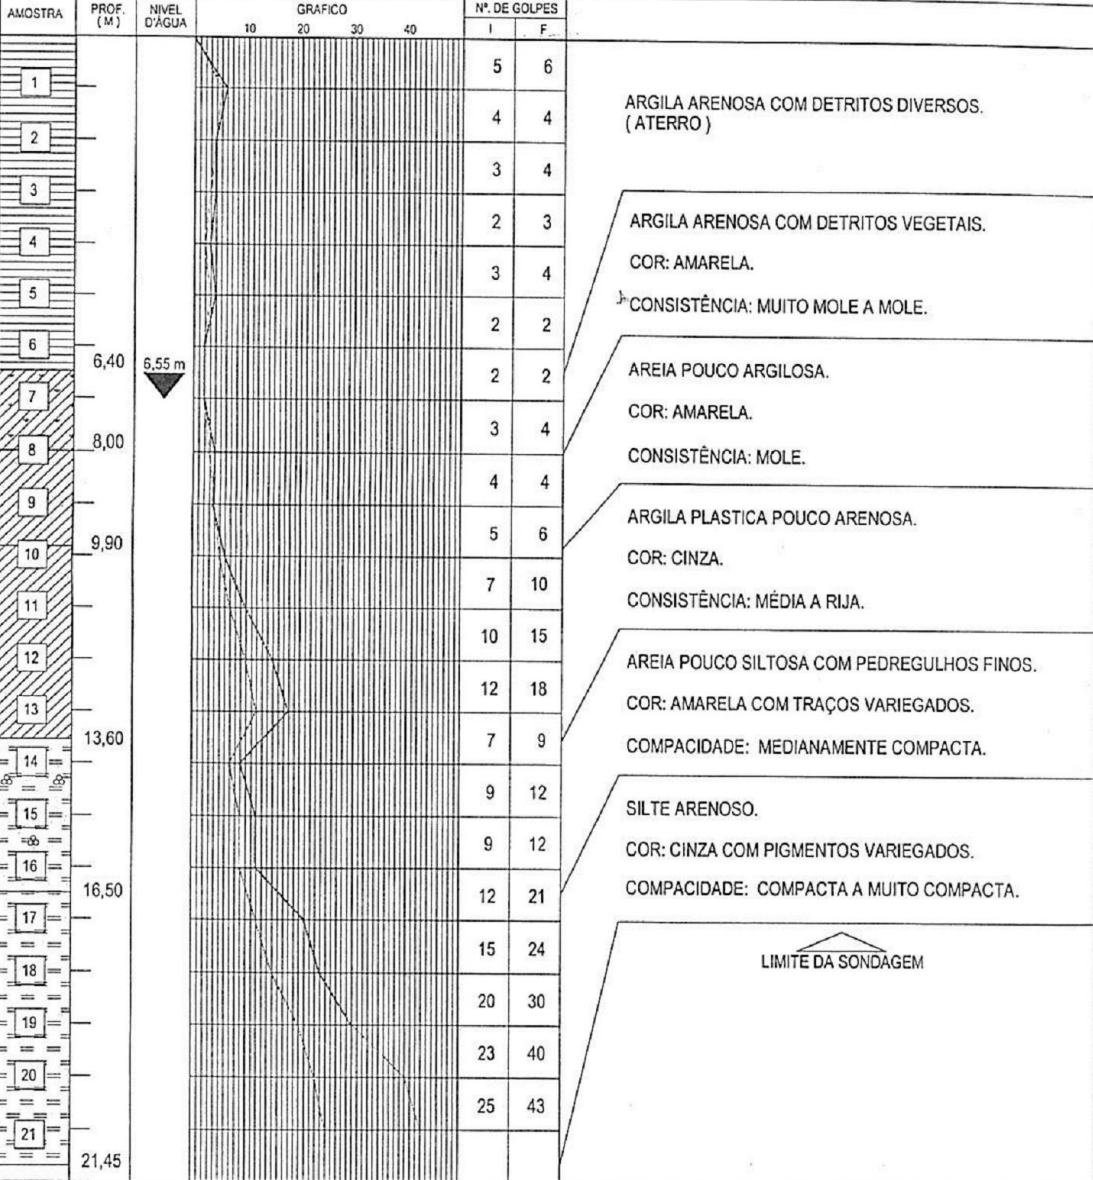 AMOSTRA PROF. (M) NIVEL D'ÁGUA GRAFICO Nº. DE GOLPES
10 20 30 40 I F
1 5 6
2 4 4
3 3 4
4 2 3
5 3 4
6 2 2
6,40 6,55 m
7 2 2
8 3 4
8,00
9 4 4
10 5 6
9,90
11 7 10
12 10 15
13 12 18
13,60
14 7 9
15 9 12
16 9 12
16,50
17 12 21
18 15 24
19 20 30
20 23 40
21 25 43
21,45
ARGILA ARENOSA COM DETRITOS DIVERSOS.
( ATERRO )
ARGILA ARENOSA COM DETRITOS VEGETAIS.
COR: AMARELA.
CONSISTÊNCIA: MUITO MOLE A MOLE.
AREIA POUCO ARGILOSA.
COR: AMARELA.
CONSISTÊNCIA: MOLE.
ARGILA PLASTICA POUCO ARENOSA.
COR: CINZA.
CONSISTÊNCIA: MÉDIA A RIJA.
AREIA POUCO SILTOSA COM PEDREGULHOS FINOS.
COR: AMARELA COM TRAÇOS VARIEGADOS.
COMPACIDADE: MEDIANAMENTE COMPACTA.
SILTE ARENOSO.
COR: CINZA COM PIGMENTOS VARIEGADOS.
COMPACIDADE: COMPACTA A MUITO COMPACTA.
LIMITE DA SONDAGEM